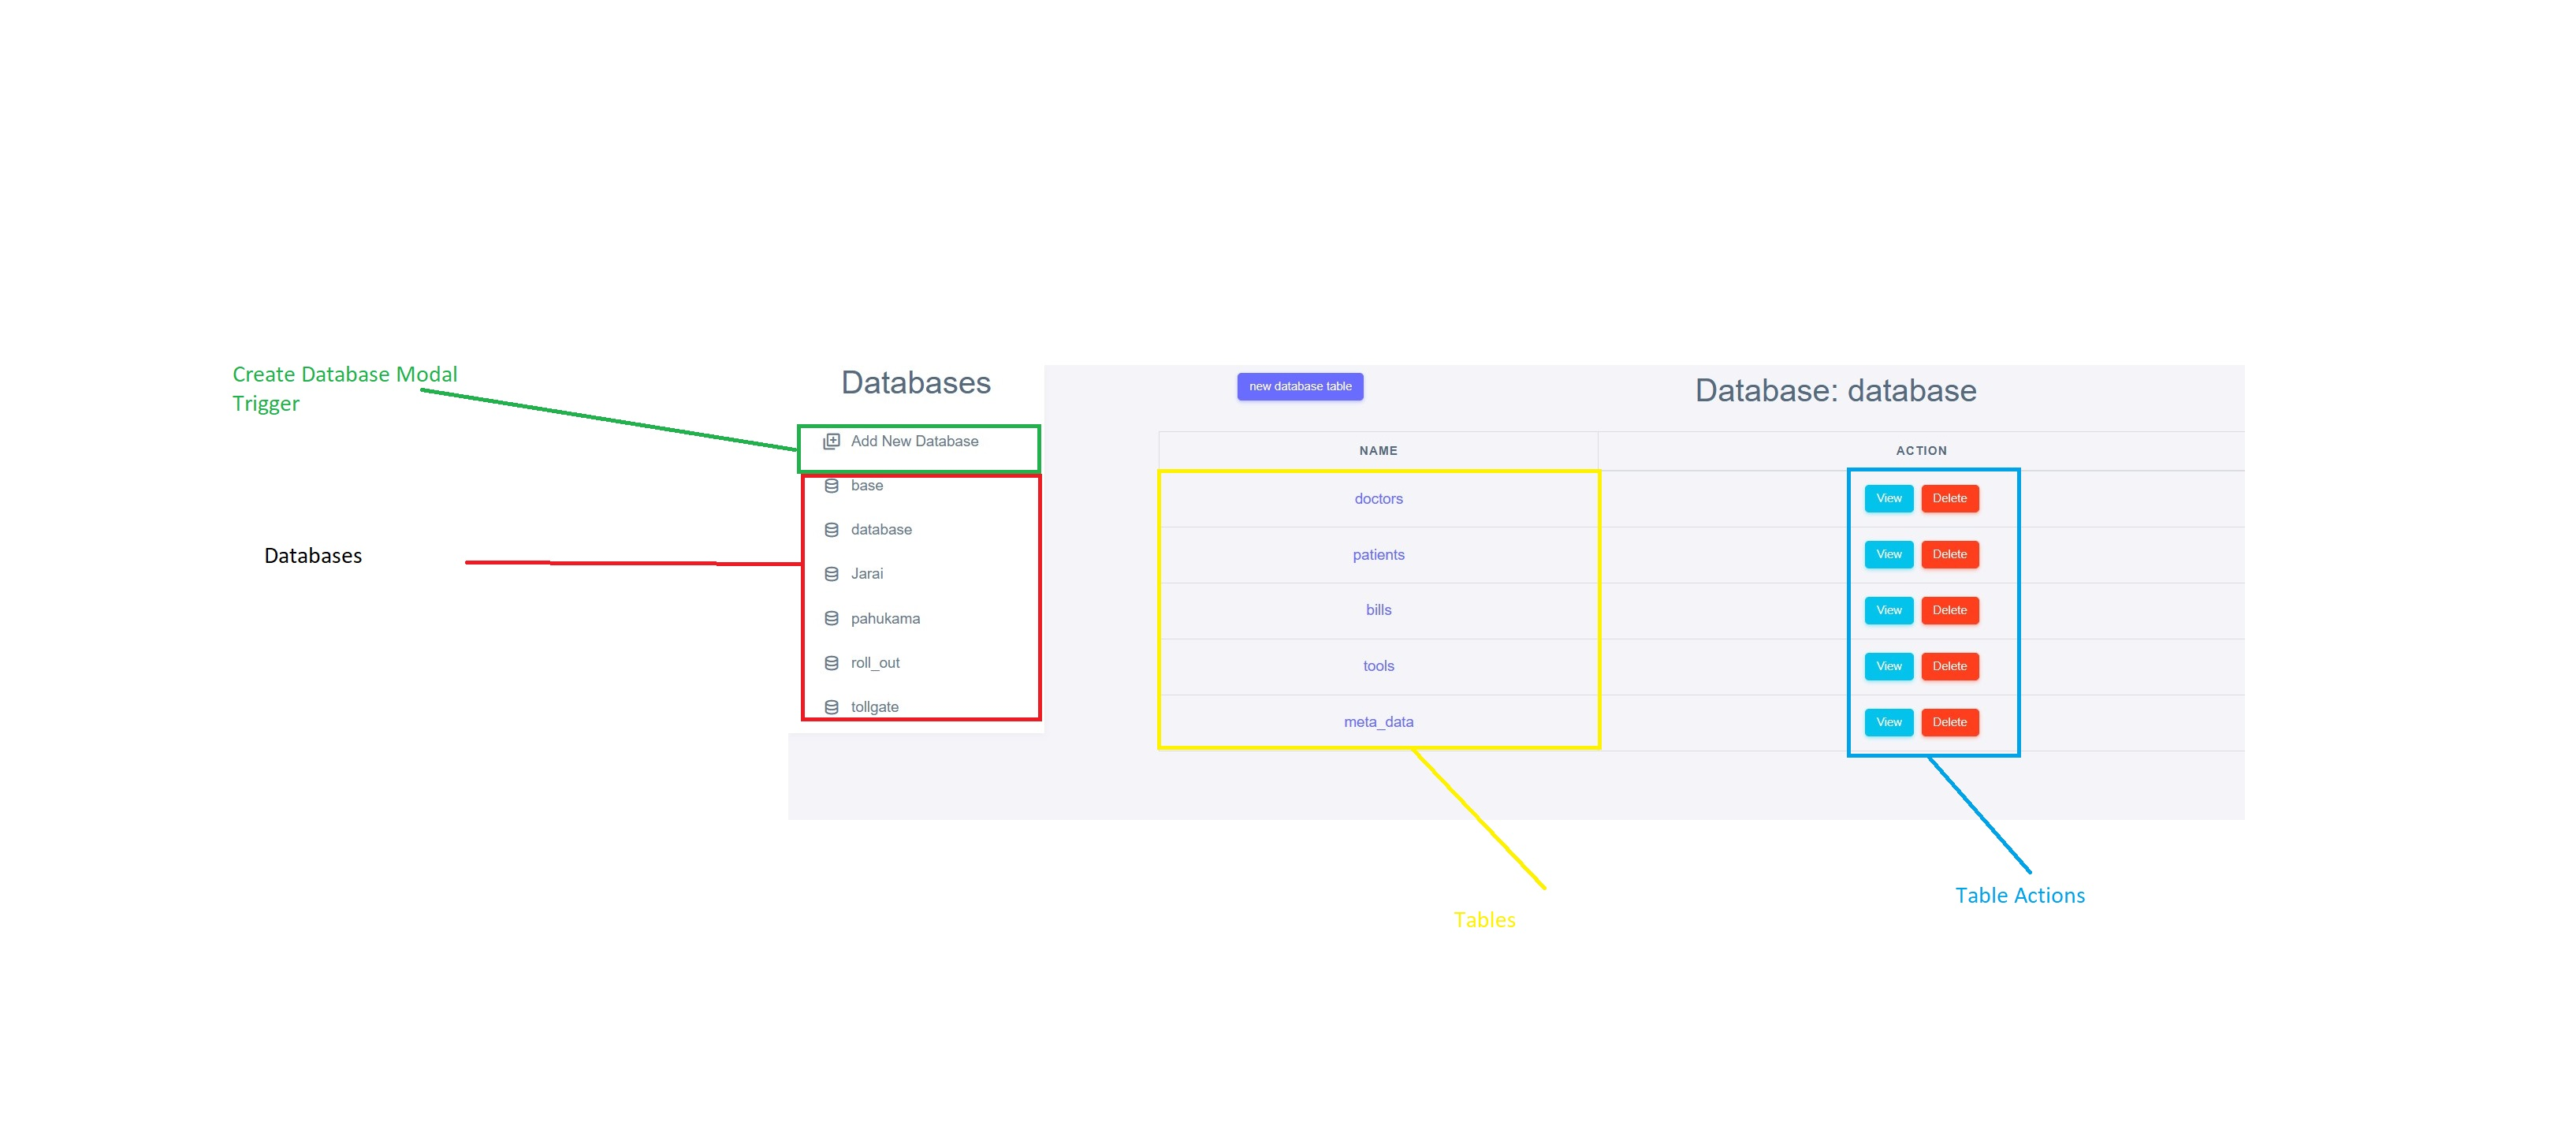 Create Database Modal
Trigger
Databases
Databases
Add New Database
base
database
Jarai
pahukama
roll_out
tollgate
new database table
Database: database
NAME ACTION
doctors View Delete
patients View Delete
bills View Delete
tools View Delete
meta_data View Delete
Tables
Table Actions